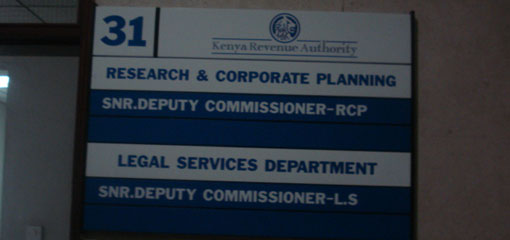 31
Kenya Revenue Authority
RESEARCH & CORPORATE PLANNING
SNR.DEPUTY COMMISSIONER-RCP
LEGAL SERVICES DEPARTMENT
SNR.DEPUTY COMMISSIONER-L.S